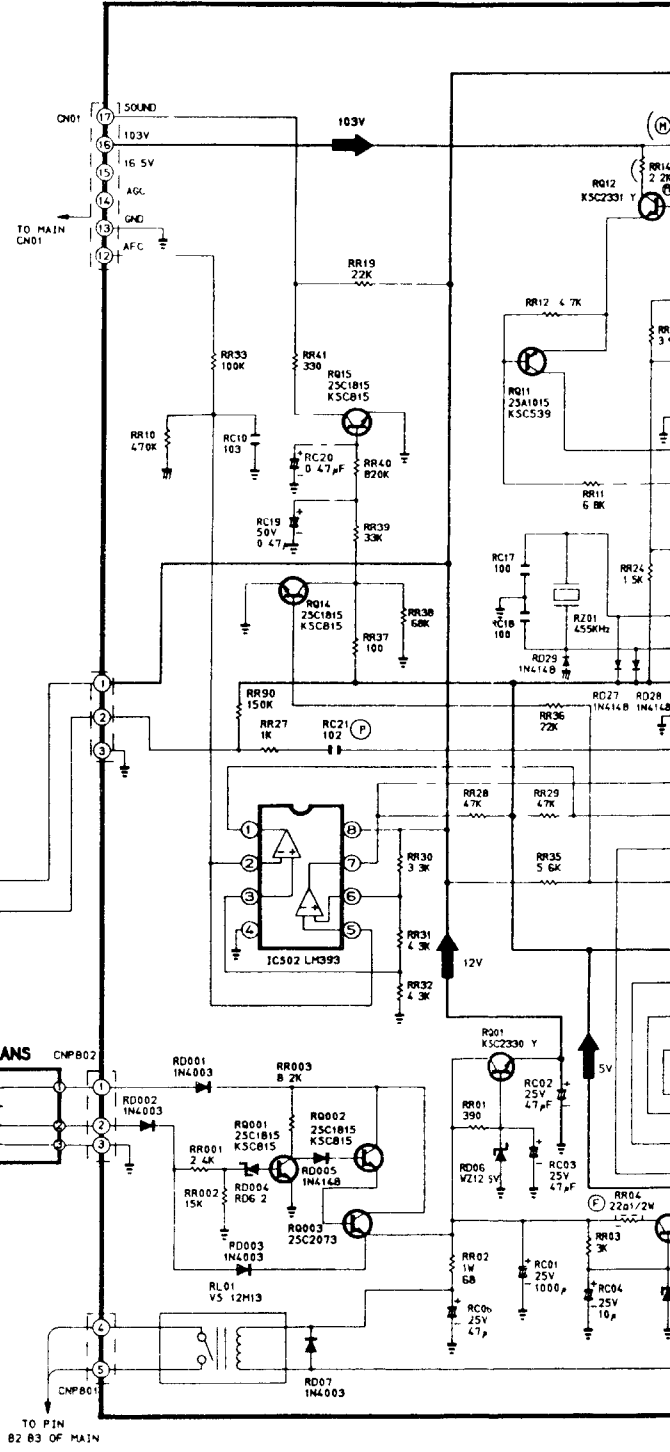 CN01
17 SOUND
16 103V
15 16 5V
14 AGC
13 GND
12 AFC
TO MAIN
CN01
103V
M
RR14
2 2K
RQ12
KSC2331 Y
RR19
22K
RR12 4 7K
RR33
100K
RR41
330
RQ15
2SC1815
KSC815
RQ11
2SA1015
KSC539
RR10
470K
RC10
103
RC20
0 47µF
RR40
820K
RR11
6 8K
RC19
50V
0 47µ
RR39
33K
RC17
100
RR24
1 5K
RQ14
2SC1815
KSC815
RR38
68K
RC18
100
RZ01
455KHz
RR37
100
RD29
1N4148
RD27
1N4148
RD28
1N4148
1
2
3
RR90
150K
RR27
1K
RC21
102
P
RR36
22K
RR28
47K
RR29
47K
1
2
3
4
8
7
6
5
- +
- +
RR30
3 3K
RR35
5 6K
RR31
4 3K
IC502 LM393
12V
RR32
4 3K
ANS
CNP802
1
2
3
1
2
3
RD001
1N4003
RD002
1N4003
RR003
8 2K
RQ001
2SC1815
KSC815
RQ002
2SC1815
KSC815
RR001
2 4K
RR002
15K
RD004
RD6 2
RD005
1N4148
RQ003
2SC2073
RD003
1N4003
RQ01
KSC2330 Y
RC02
25V
47µF
5V
RR01
390
RD06
WZ12 5V
RC03
25V
47µF
F
RR04
22Ω1/2W
RR03
3K
RR02
1W
68
RC01
25V
1000µ
RC04
25V
10µ
RC06
25V
47µ
RL01
VS 12H13
4
5
RD07
1N4003
CNP801
TO PIN
B2 B3 OF MAIN